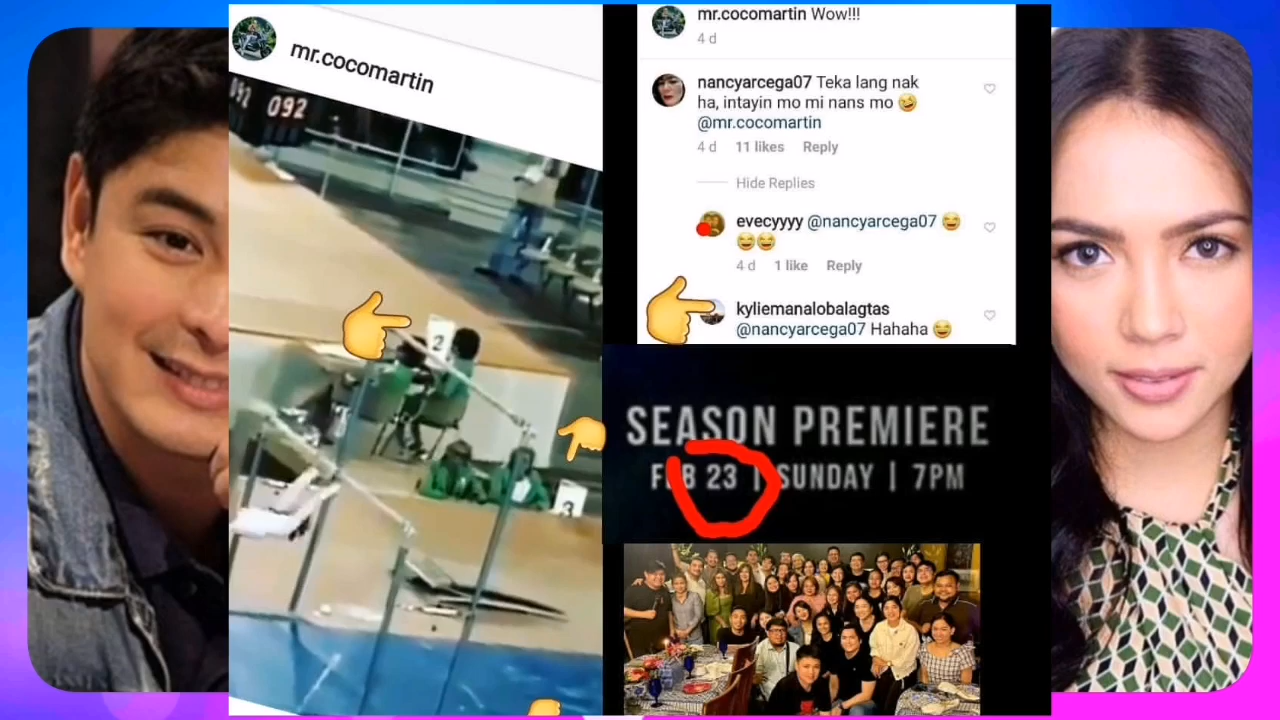 mr.cocomartin
092
092
2
3
mr.cocomartin Wow!!!
4 d
nancyarcega07 Teka lang nak
ha, intayin mo mi nans mo 🤣
@mr.cocomartin
4 d 11 likes Reply
Hide Replies
evecyyyy @nancyarcega07 😂
😂😂
4 d 1 like Reply
kyliemanalobalagtas
@nancyarcega07 Hahaha 😂
SEASON PREMIERE
FEB 23 | SUNDAY | 7PM